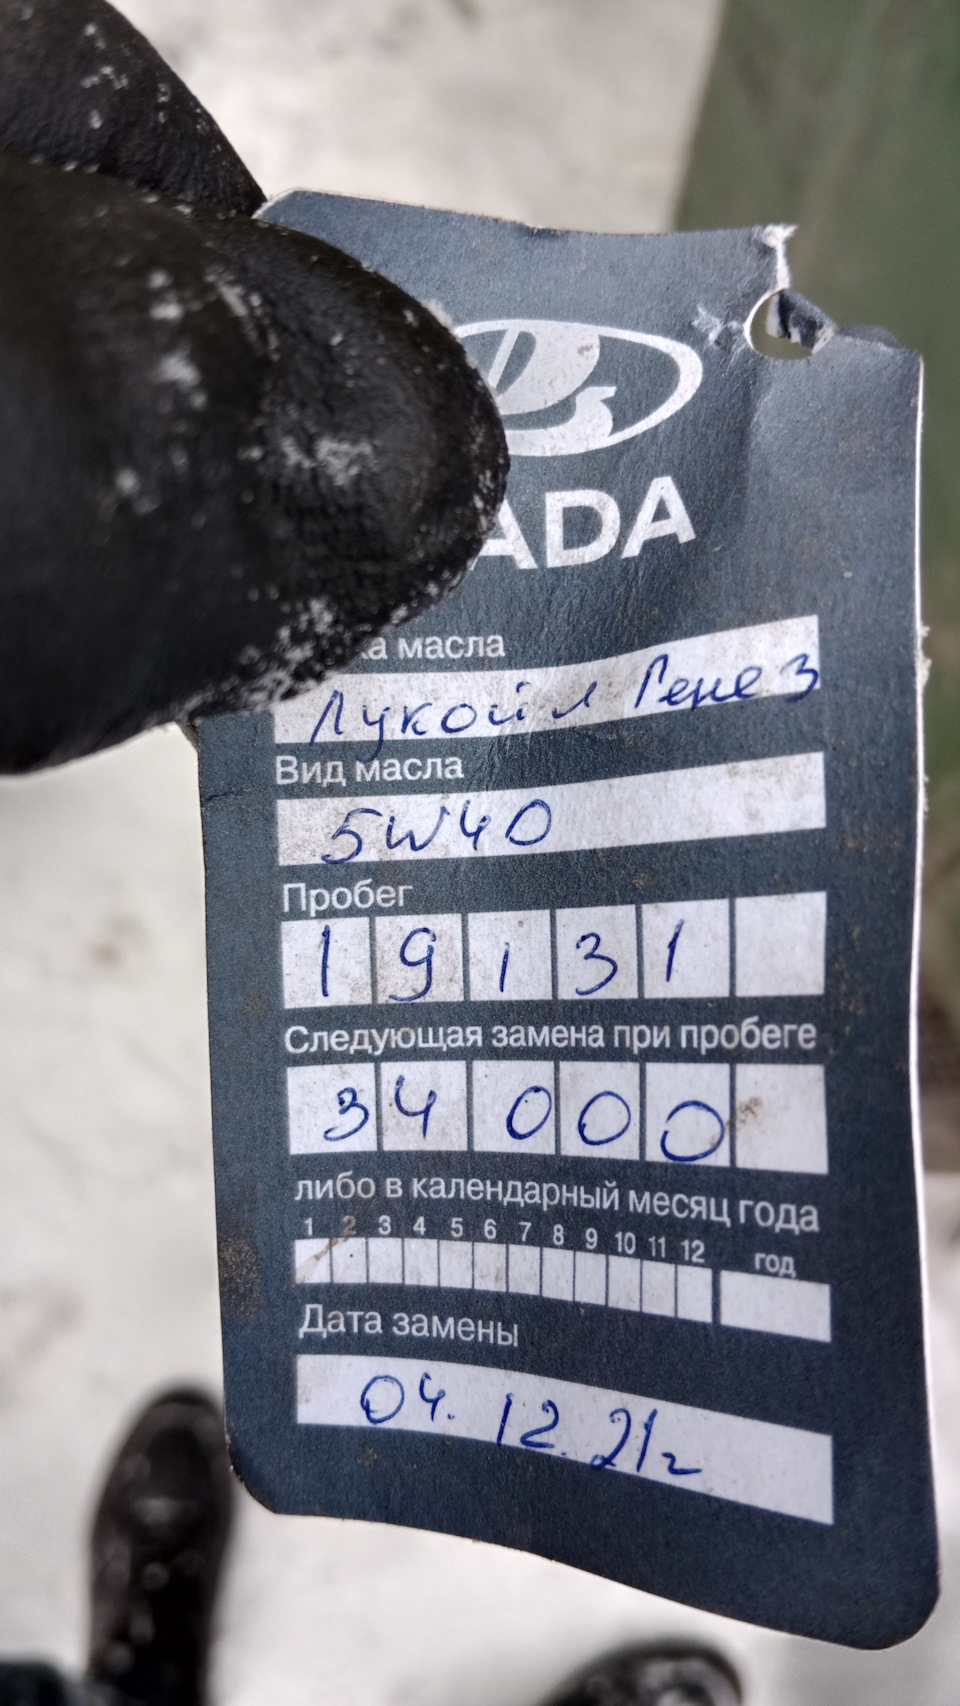 ADA
ка масла
Лукойл Генез
Вид масла
5W40
Пробег
19131
Следующая замена при пробеге
34000
либо в календарный месяц года
1 2 3 4 5 6 7 8 9 10 11 12 год
Дата замены
04.12.21г